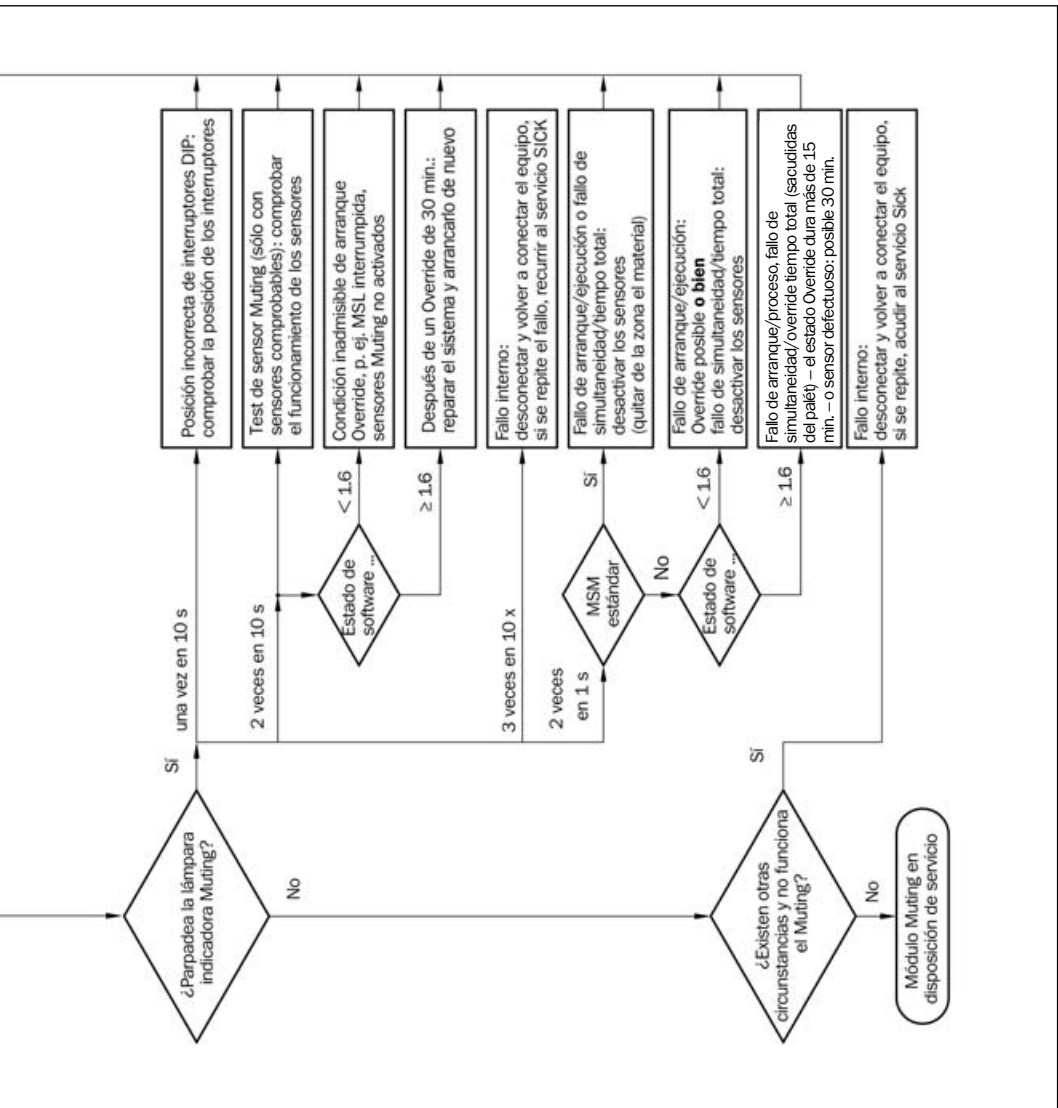 ¿Parpadea la lámpara
indicadora Muting?
Sí
No
una vez en 10 s
Posición incorrecta de interruptores DIP:
comprobar la posición de los interruptores
2 veces en 10 s
Test de sensor Muting (sólo con
sensores comprobables): comprobar
el funcionamiento de los sensores
Estado de
software ...
< 1.6
Condición inadmisible de arranque
Override, p. ej. MSL interrumpida,
sensores Muting no activados
≥ 1.6
Después de un Override de 30 min.:
reparar el sistema y arrancarlo de nuevo
3 veces en 10 x
Fallo interno:
desconectar y volver a conectar el equipo,
si se repite el fallo, recurrir al servicio SICK
2 veces
en 1 s
MSM
estándar
Sí
Fallo de arranque/ejecución o fallo de
simultaneidad/tiempo total:
desactivar los sensores
(quitar de la zona el material)
No
Estado de
software ...
< 1.6
Fallo de arranque/ejecución:
Override posible o bien
fallo de simultaneidad/tiempo total:
desactivar los sensores
≥ 1.6
Fallo de arranque/proceso, fallo de
simultaneidad/override tiempo total (sacudidas
del palét) – el estado Override dura más de 15
min. – o sensor defectuoso: posible 30 min.
¿Existen otras
circunstancias y no funciona
el Muting?
Sí
Fallo interno:
desconectar y volver a conectar el equipo,
si se repite, acudir al servicio Sick
No
Módulo Muting en
disposición de servicio